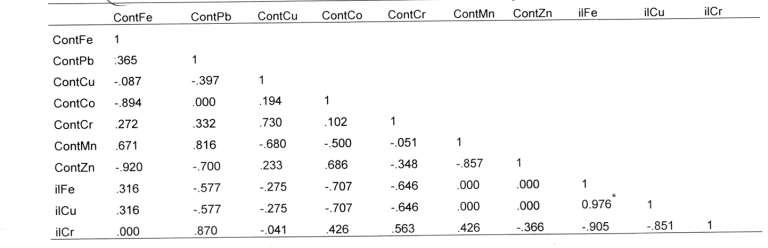 ContFe ContPb ContCu ContCo ContCr ContMn ContZn ilFe ilCu ilCr
ContFe 1
ContPb .365 1
ContCu -.087 -.397 1
ContCo -.894 .000 .194 1
ContCr .272 .332 .730 .102 1
ContMn .671 .816 -.680 -.500 -.051 1
ContZn -.920 -.700 .233 .686 -.348 -.857 1
ilFe .316 -.577 -.275 -.707 -.646 .000 .000 1
ilCu .316 -.577 -.275 -.707 -.646 .000 .000 0.976* 1
ilCr .000 .870 -.041 .426 .563 .426 -.366 -.905 -.851 1